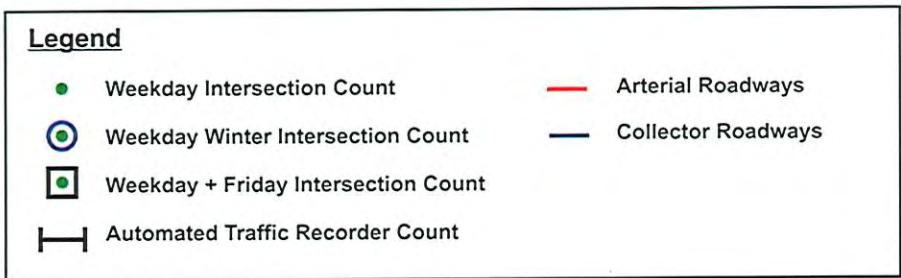 Legend
Weekday Intersection Count
Weekday Winter Intersection Count
Weekday + Friday Intersection Count
Automated Traffic Recorder Count
Arterial Roadways
Collector Roadways